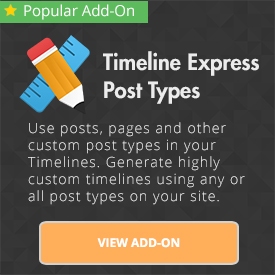 Popular Add-On
Timeline Express
Post Types
Use posts, pages and other
custom post types in your
Timelines. Generate highly
custom timelines using any or
all post types on your site.
VIEW ADD-ON